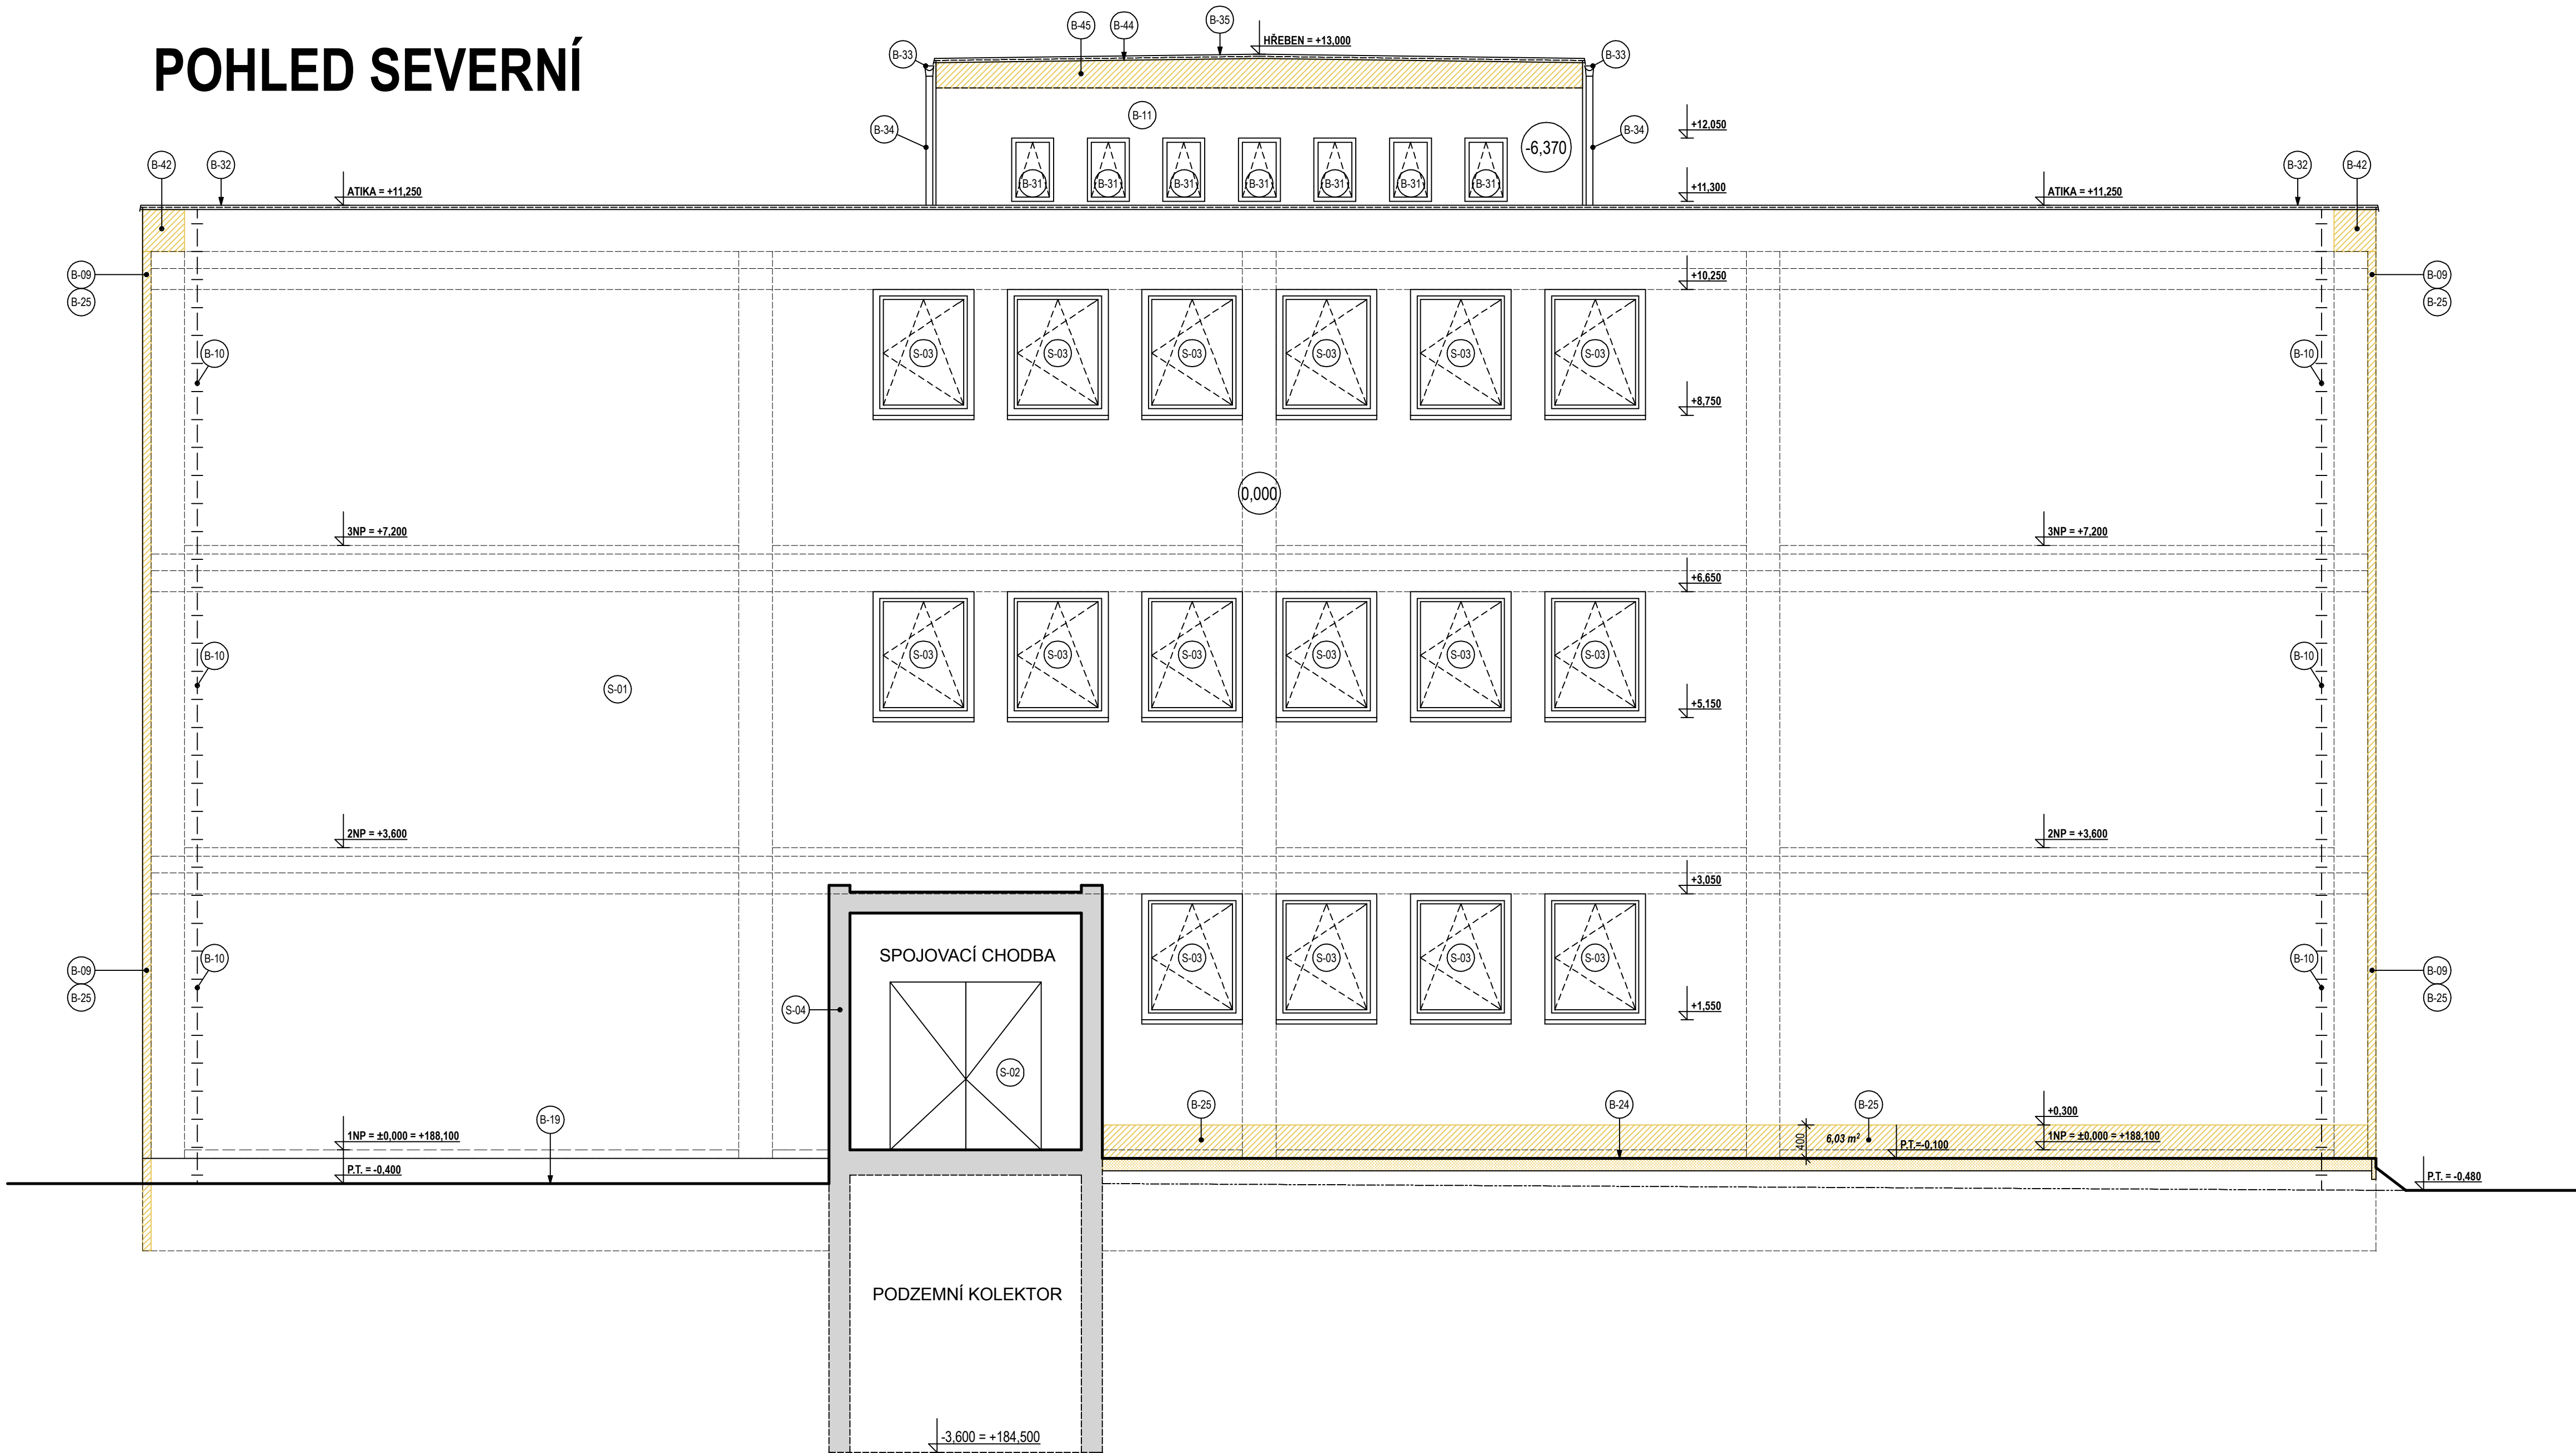 POHLED SEVERNÍ
B-45
B-44
B-35
HŘEBEN = +13,000
B-33
B-33
B-11
B-34
B-34
-6,370
+12,050
B-31
B-31
B-31
B-31
B-31
B-31
B-31
+11,300
B-42
B-32
ATIKA = +11,250
ATIKA = +11,250
B-32
B-42
B-09
B-25
+10,250
B-09
B-25
B-10
S-03
S-03
S-03
S-03
S-03
S-03
B-10
+8,750
0,000
3NP = +7,200
3NP = +7,200
+6,650
B-10
S-03
S-03
S-03
S-03
S-03
S-03
B-10
S-01
+5,150
2NP = +3,600
2NP = +3,600
+3,050
B-09
B-25
B-10
SPOJOVACÍ CHODBA
S-03
S-03
S-03
S-03
B-10
B-09
B-25
S-04
+1,550
S-02
B-19
B-25
B-24
B-25
+0,300
1NP = ±0,000 = +188,100
400
6,03 m²
P.T.=-0,100
1NP = ±0,000 = +188,100
P.T. = -0,400
P.T. = -0,480
PODZEMNÍ KOLEKTOR
-3,600 = +184,500